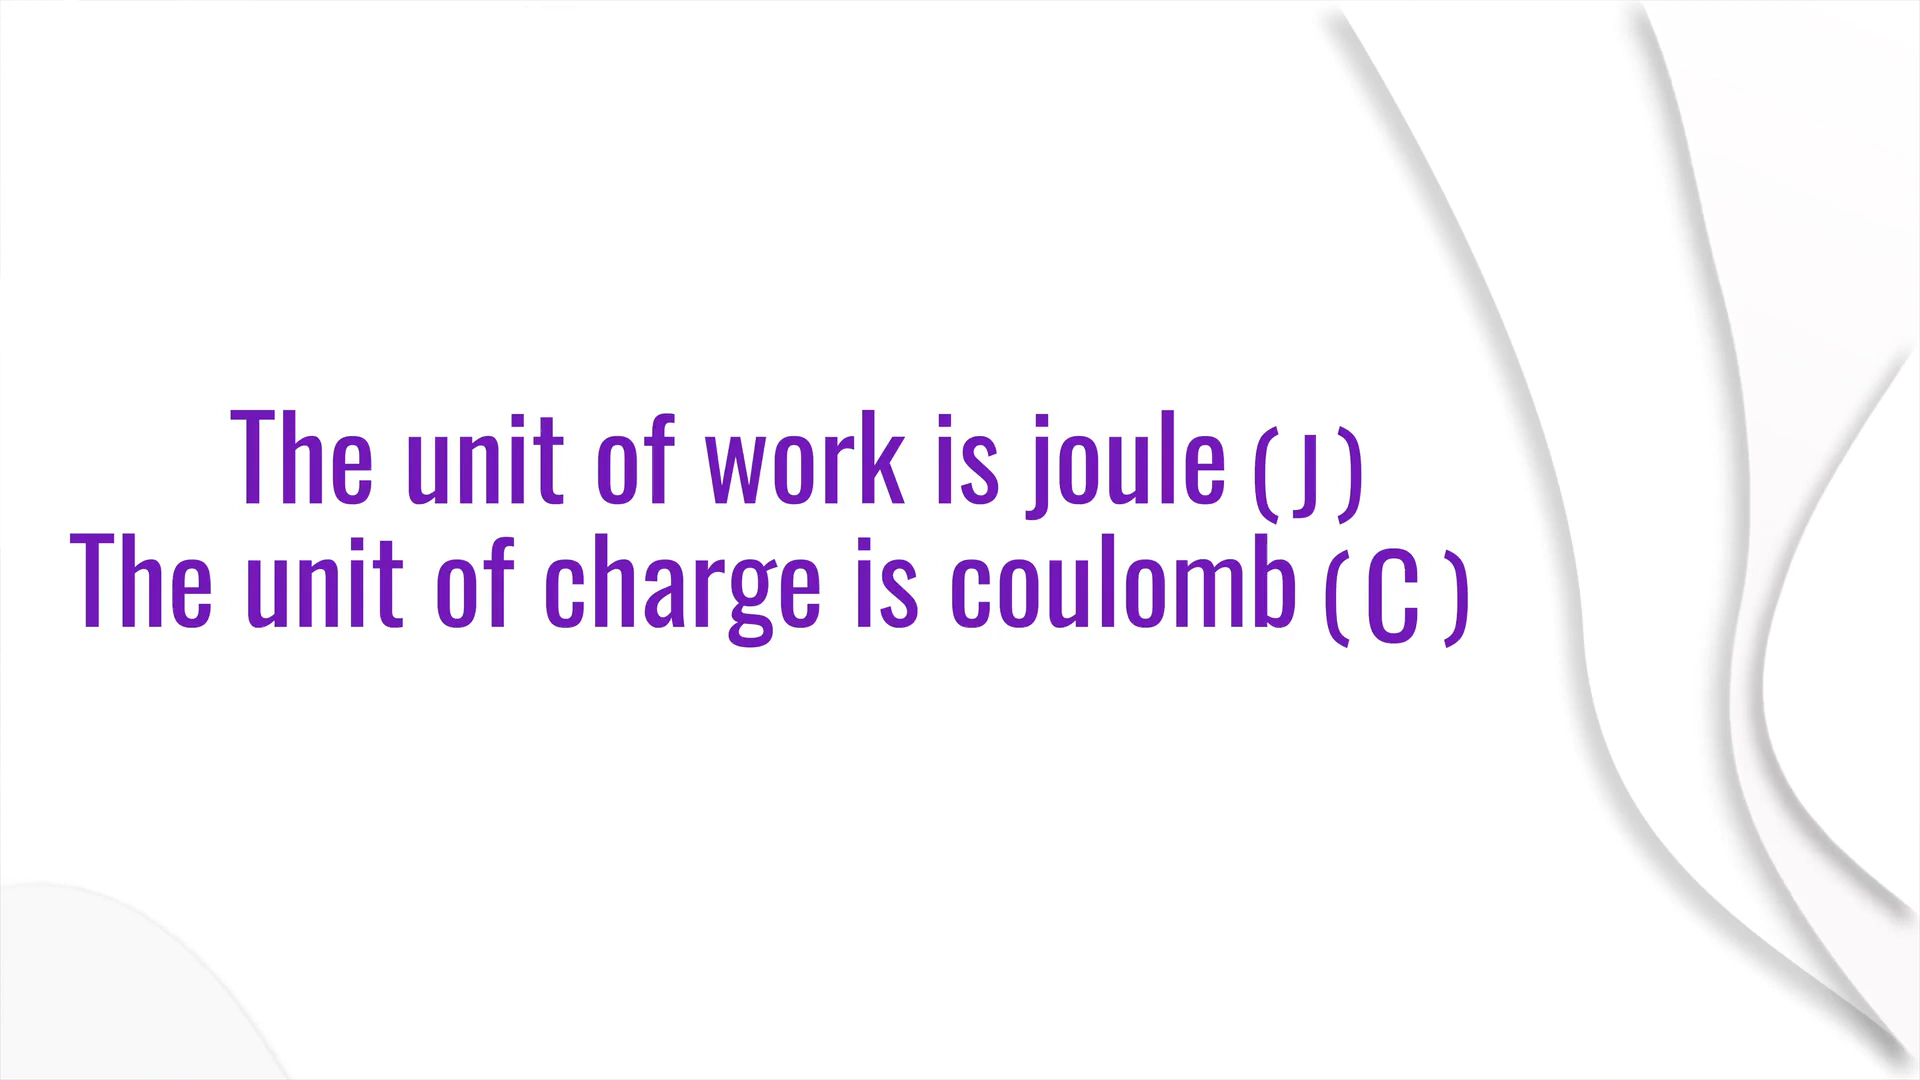 The unit of work is joule (J)
The unit of charge is coulomb (C)